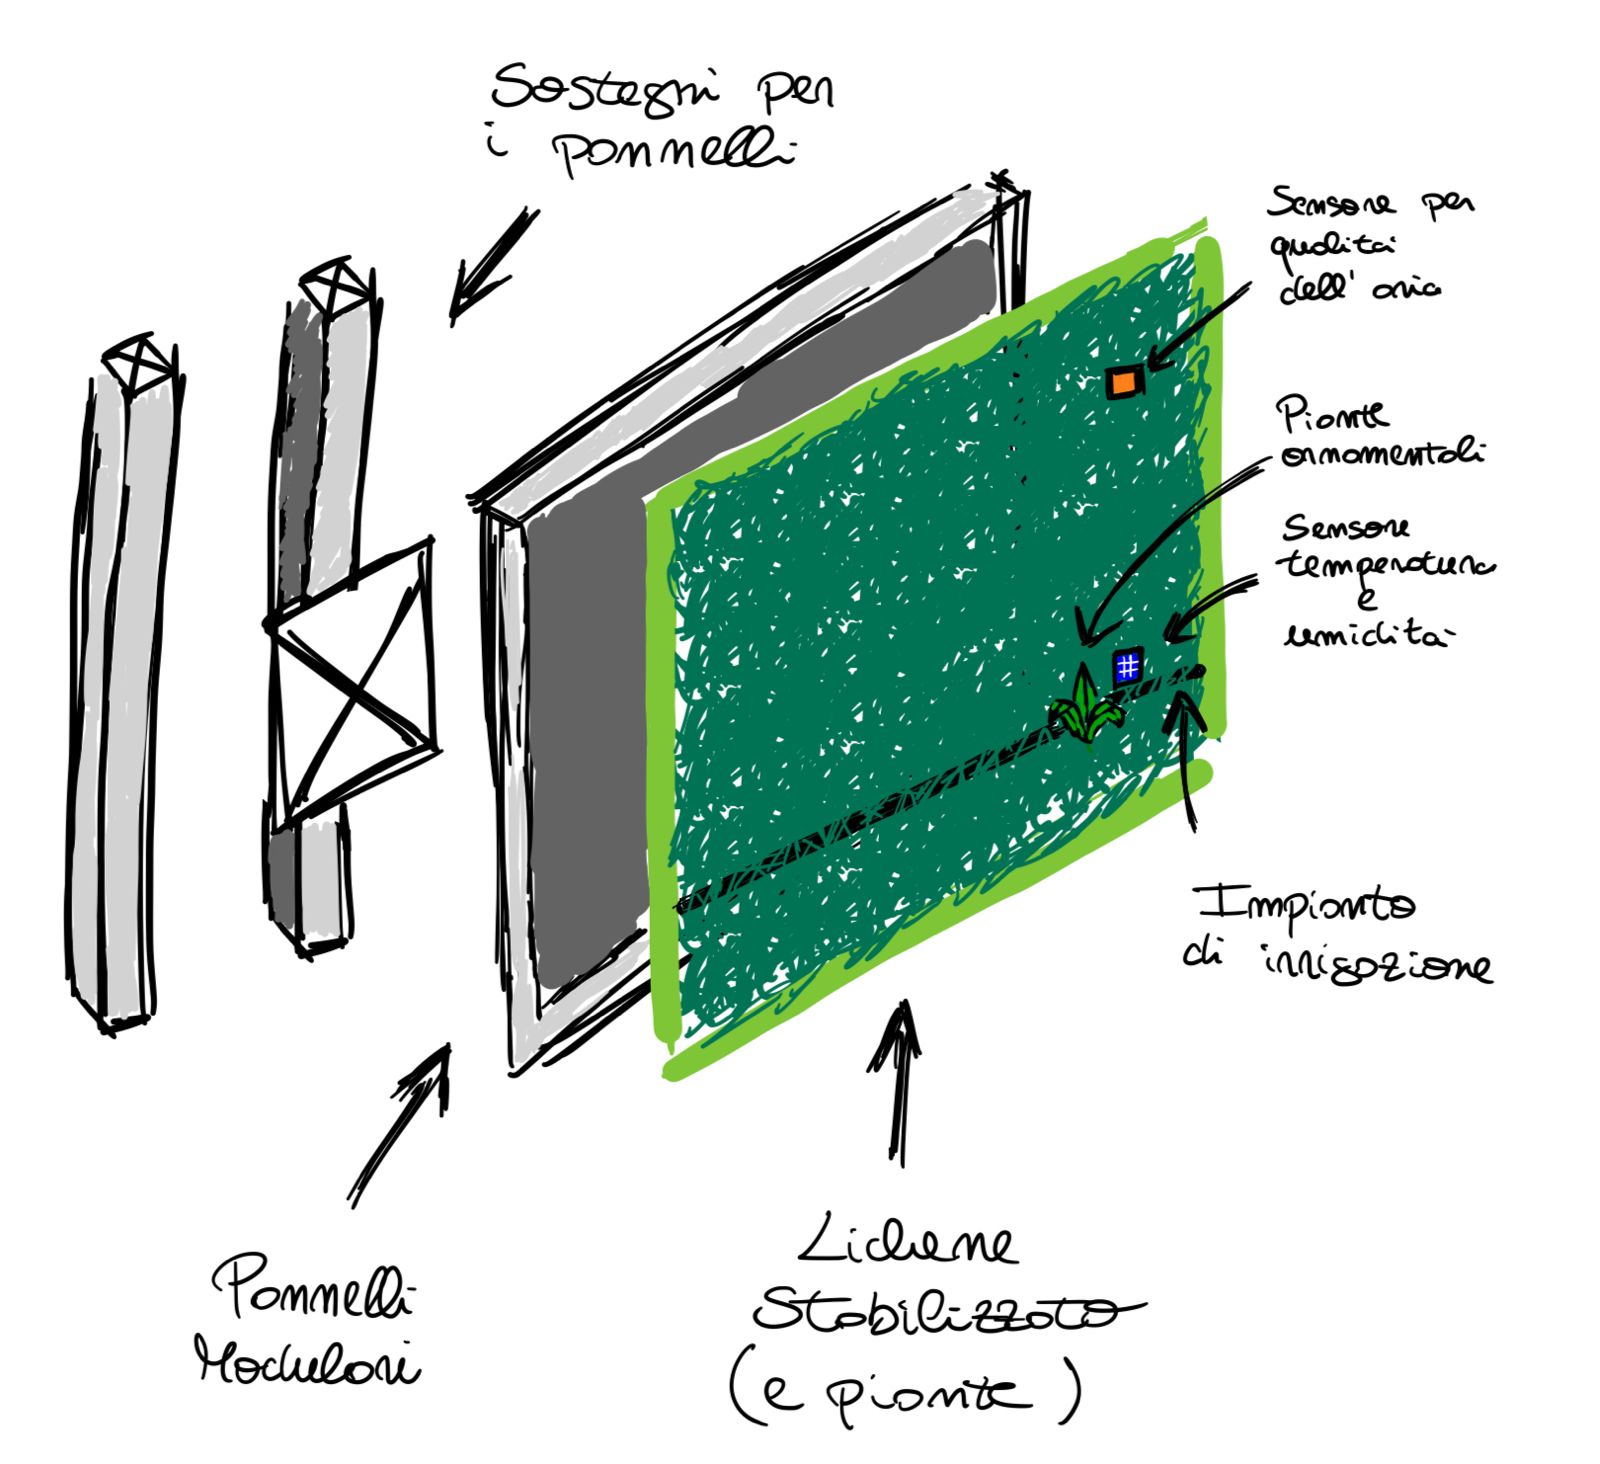 Sostegni per
i pannelli
Sensore per
qualità
dell'aria
Piante
ornamentali
Sensore
temperatura
e
umidità
Impianto
di irrigazione
Pannelli
Modulari
Lichene
Stabilizzato
(e piante)